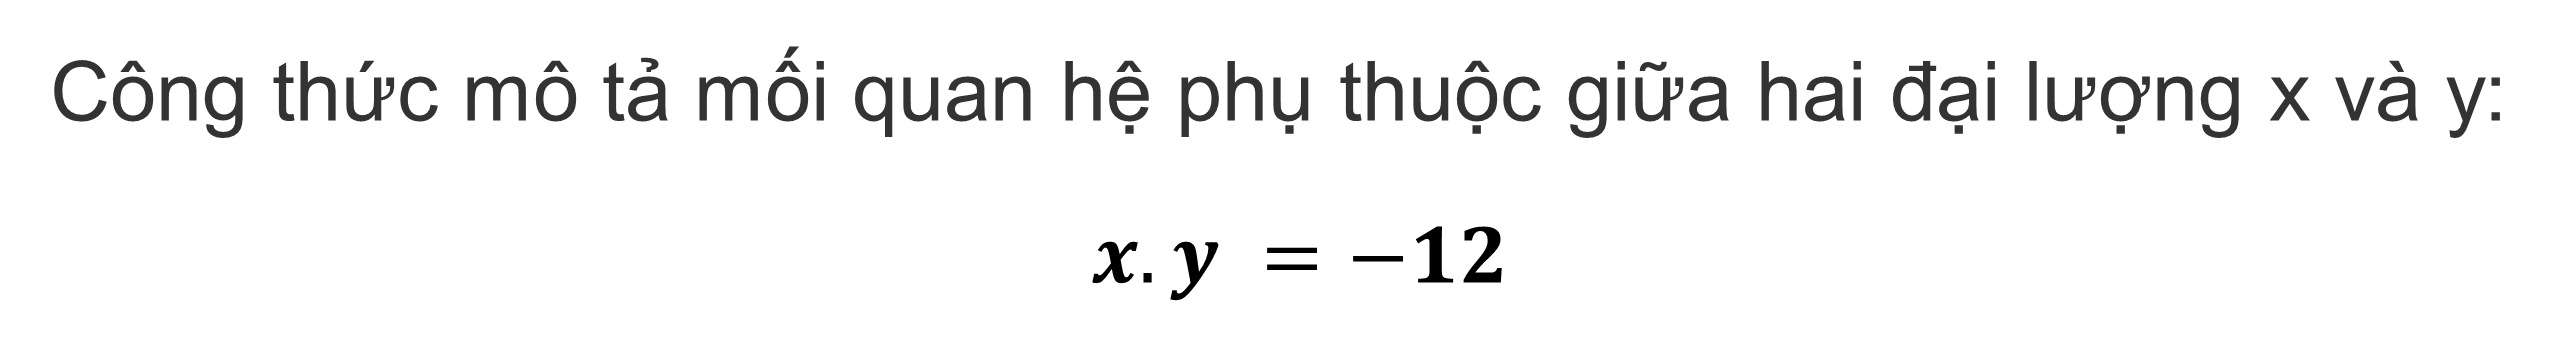 Công thức mô tả mối quan hệ phụ thuộc giữa hai đại lượng x và y:
x. y = −12